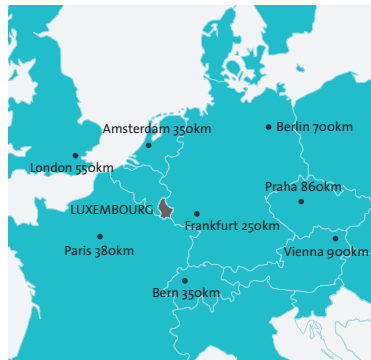 Amsterdam 350km
Berlin 700km
London 550km
Praha 860km
LUXEMBOURG
Frankfurt 250km
Paris 380km
Vienna 900km
Bern 350km